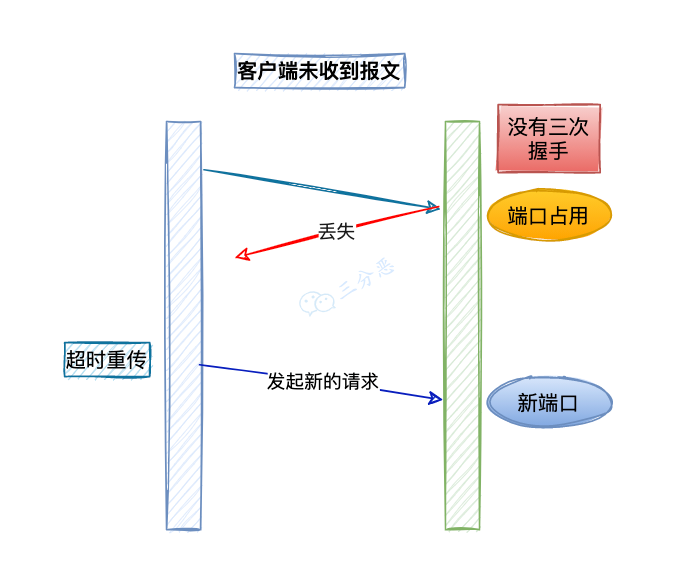 客户端未收到报文
没有三次
握手
端口占用
丢失
三分恶
超时重传
发起新的请求
新端口